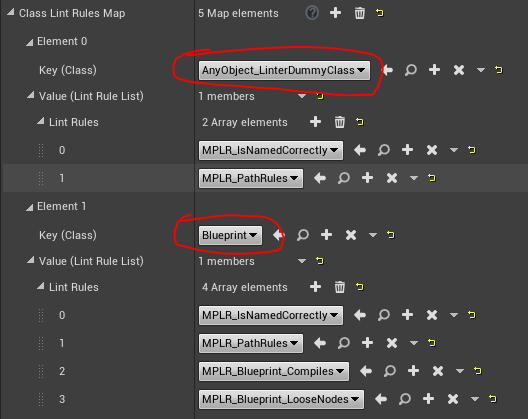 Class Lint Rules Map 5 Map elements
Element 0
Key (Class) AnyObject_LinterDummyClass
Value (Lint Rule List) 1 members
Lint Rules 2 Array elements
0 MPLR_IsNamedCorrectly
1 MPLR_PathRules
Element 1
Key (Class) Blueprint
Value (Lint Rule List) 1 members
Lint Rules 4 Array elements
0 MPLR_IsNamedCorrectly
1 MPLR_PathRules
2 MPLR_Blueprint_Compiles
3 MPLR_Blueprint_LooseNodes